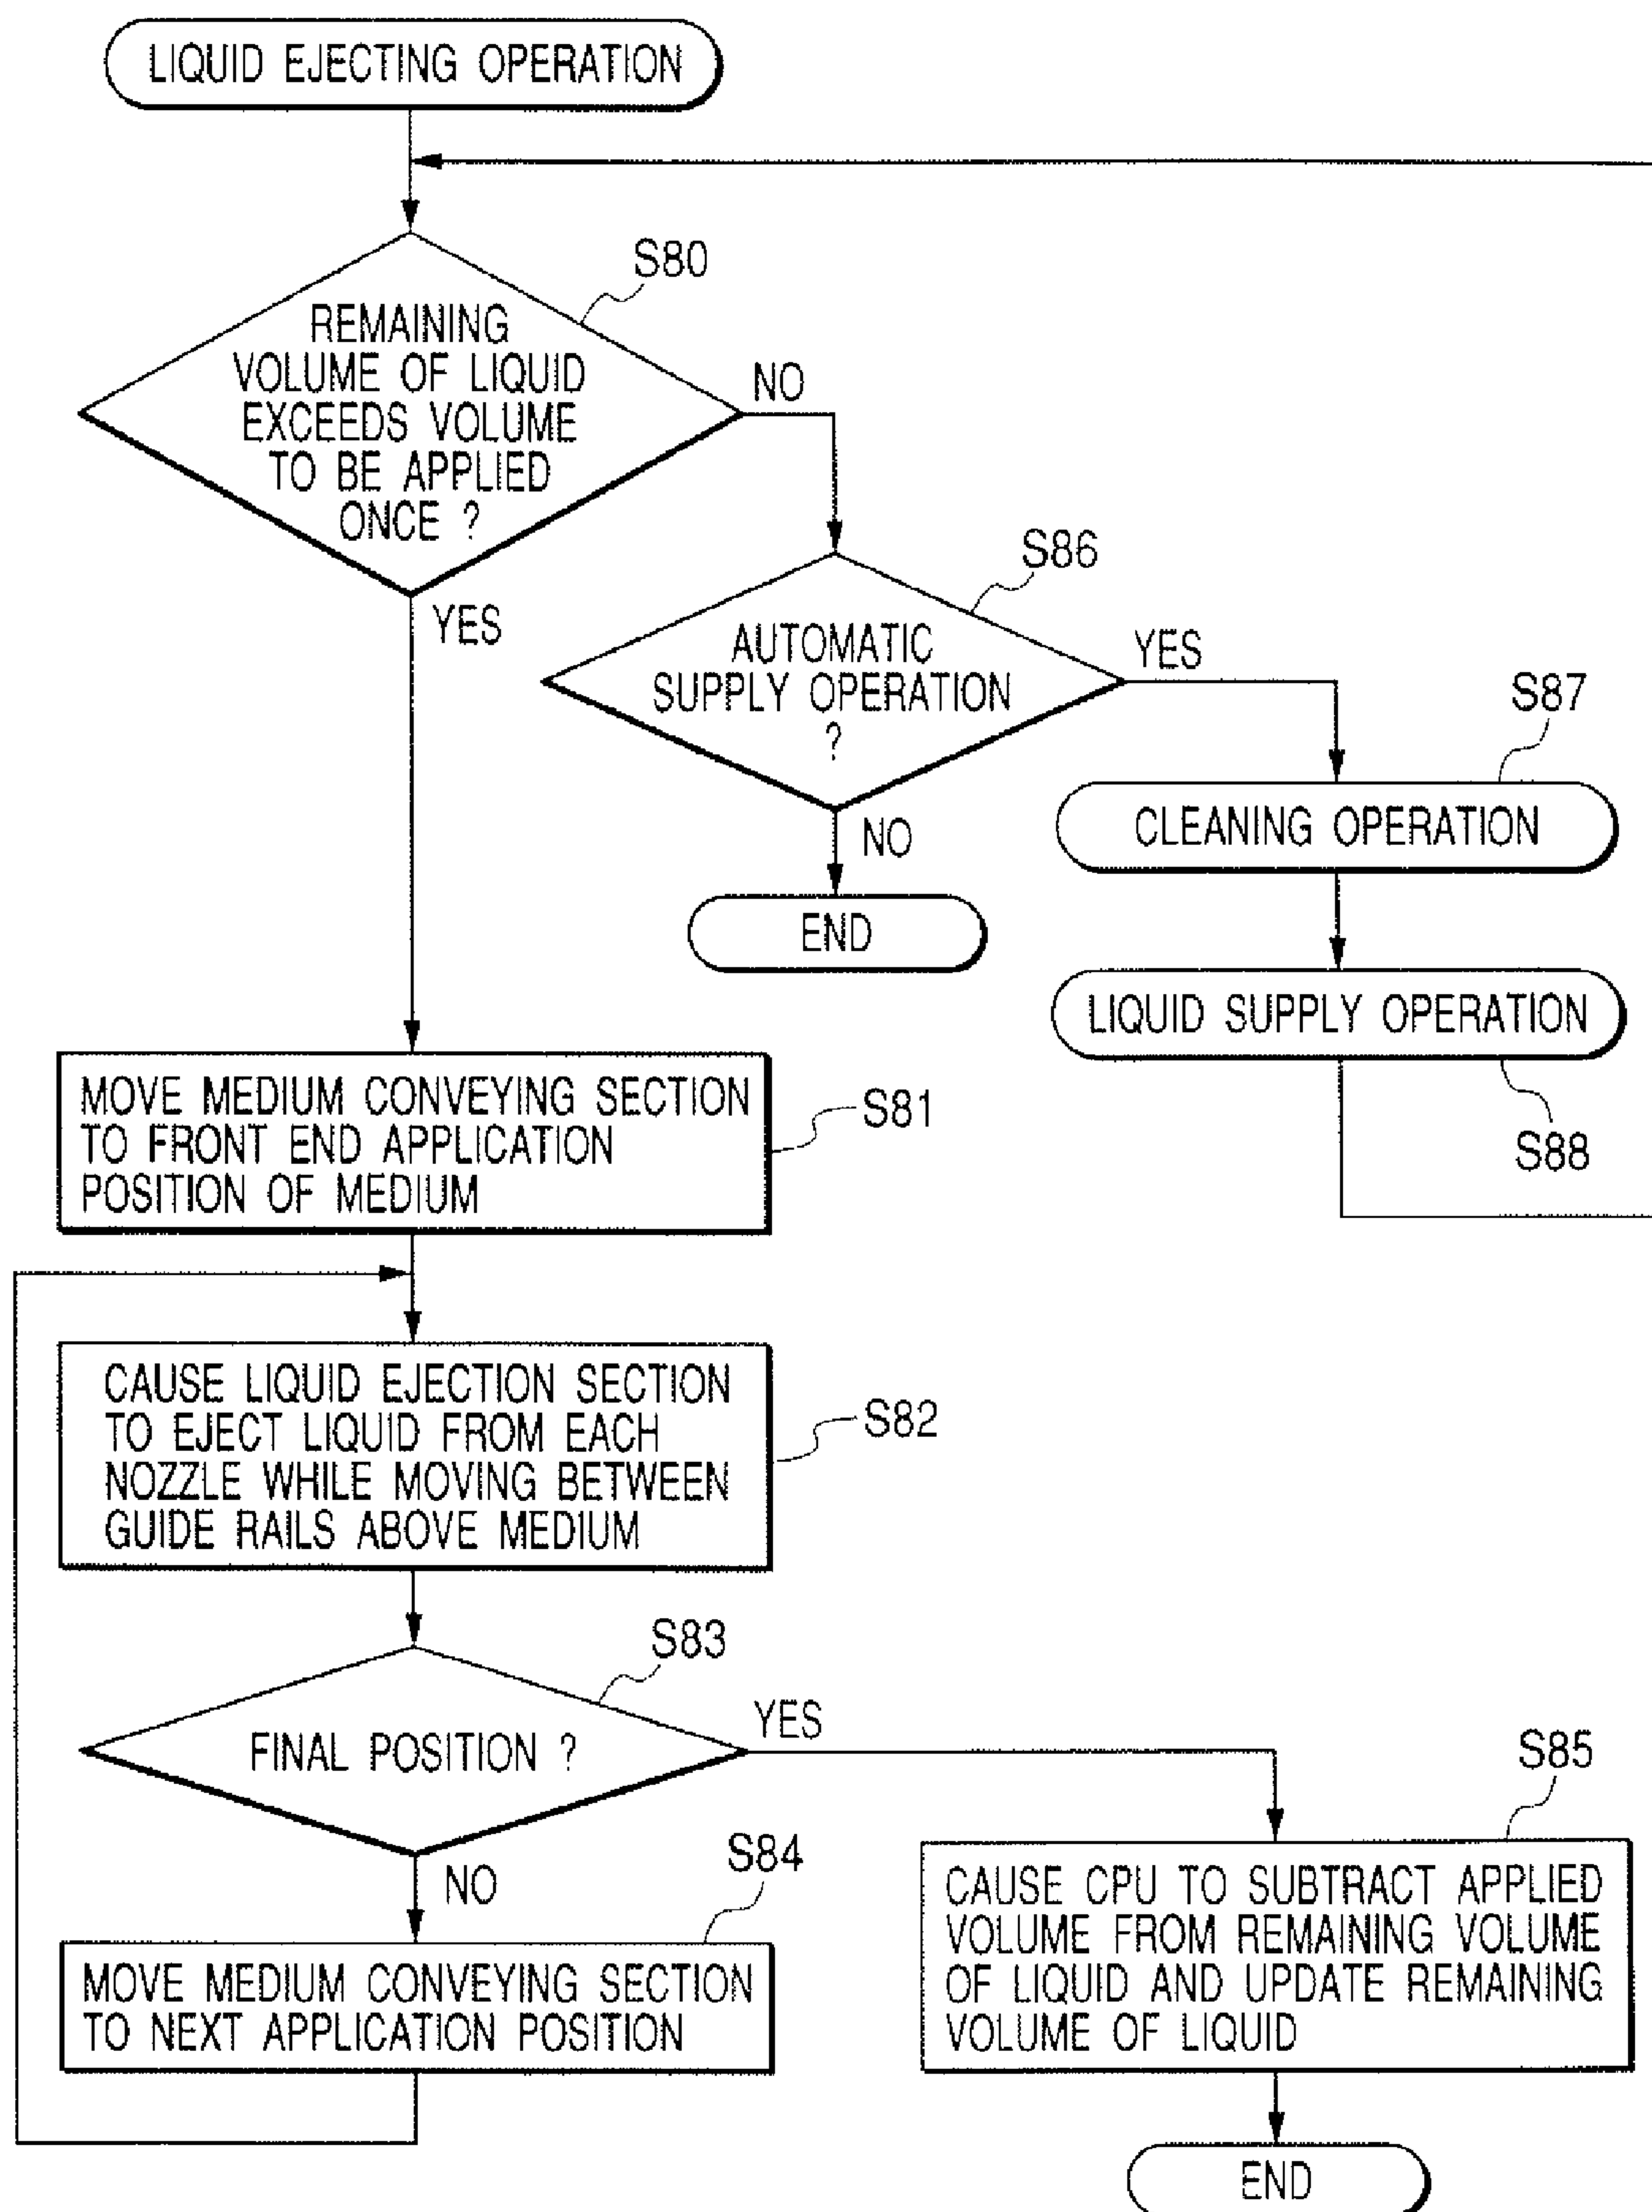 LIQUID EJECTING OPERATION
S80
REMAINING
VOLUME OF LIQUID
EXCEEDS VOLUME
TO BE APPLIED
ONCE ?
NO
YES
S86
AUTOMATIC
SUPPLY OPERATION
?
YES
NO
END
S87
CLEANING OPERATION
LIQUID SUPPLY OPERATION
S88
MOVE MEDIUM CONVEYING SECTION
TO FRONT END APPLICATION
POSITION OF MEDIUM
S81
CAUSE LIQUID EJECTION SECTION
TO EJECT LIQUID FROM EACH
NOZZLE WHILE MOVING BETWEEN
GUIDE RAILS ABOVE MEDIUM
S82
S83
FINAL POSITION ?
YES
NO
S84
MOVE MEDIUM CONVEYING SECTION
TO NEXT APPLICATION POSITION
S85
CAUSE CPU TO SUBTRACT APPLIED
VOLUME FROM REMAINING VOLUME
OF LIQUID AND UPDATE REMAINING
VOLUME OF LIQUID
END